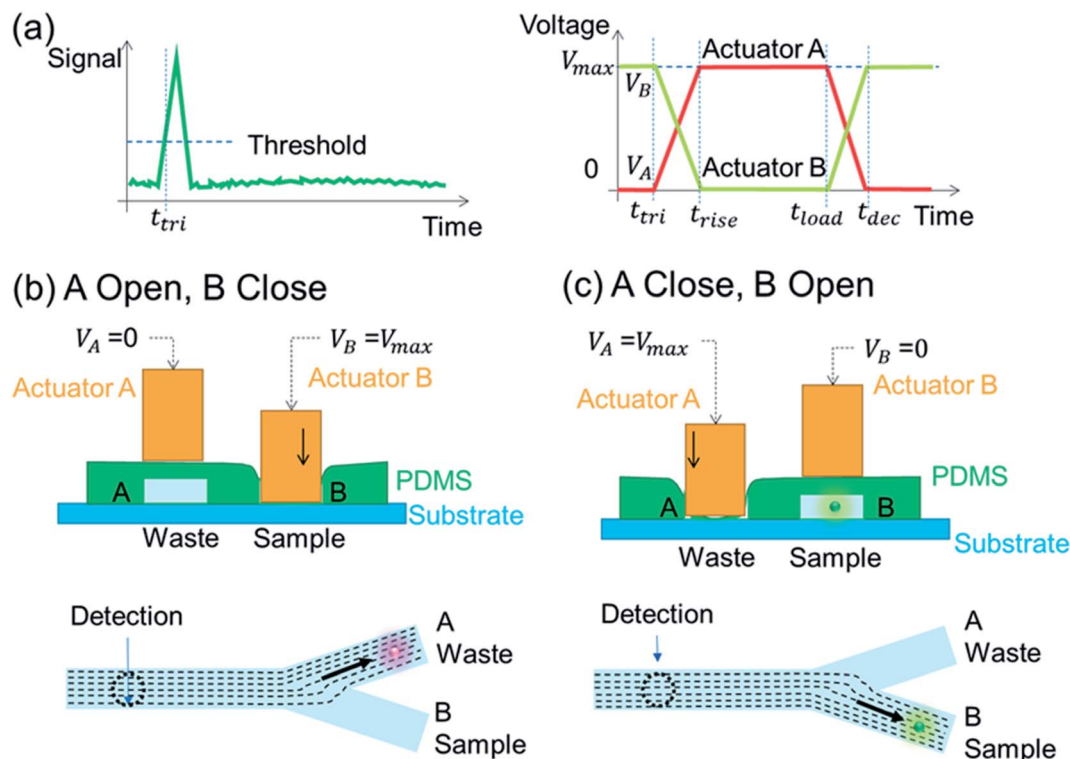 (a)
Signal
Threshold
t_tri
Time
Voltage
V_max
V_B
Actuator A
0
V_A
Actuator B
t_tri
t_rise
t_load
t_dec
Time
(b) A Open, B Close
V_A =0
V_B =V_max
Actuator A
Actuator B
A
B
PDMS
Substrate
Waste
Sample
Detection
A
Waste
B
Sample
(c) A Close, B Open
V_A =V_max
V_B =0
Actuator A
Actuator B
PDMS
A
B
Substrate
Waste
Sample
Detection
A
Waste
B
Sample